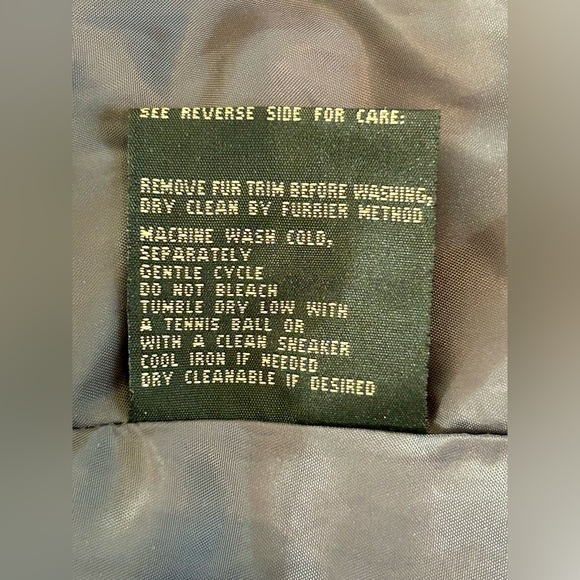 SEE REVERSE SIDE FOR CARE:
REMOVE FUR TRIM BEFORE WASHING,
DRY CLEAN BY FURRIER METHOD
MACHINE WASH COLD,
SEPARATELY
GENTLE CYCLE
DO NOT BLEACH
TUMBLE DRY LOW WITH
A TENNIS BALL OR
WITH A CLEAN SNEAKER
COOL IRON IF NEEDED
DRY CLEANABLE IF DESIRED